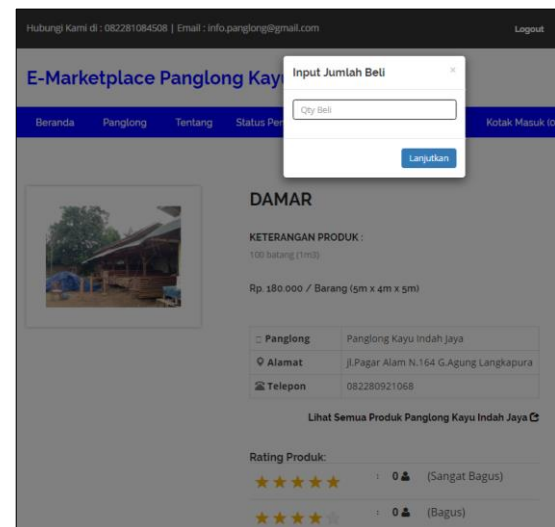 Hubungi Kami di : 082281084508 | Email : info.panglong@gmail.com
Logout
E-Marketplace Panglong Kay
Input Jumlah Beli
×
Qty Beli
Lanjutkan
Beranda Panglong Tentang Status Pe Kotak Masuk (0
DAMAR
KETERANGAN PRODUK :
100 batang (1m3)
Rp. 180.000 / Barang (5m x 4m x 5m)
Panglong Panglong Kayu Indah Jaya
Alamat jl.Pagar Alam N.164 G.Agung Langkapura
Telepon 082280921068
Lihat Semua Produk Panglong Kayu Indah Jaya
Rating Produk:
: 0 (Sangat Bagus)
: 0 (Bagus)